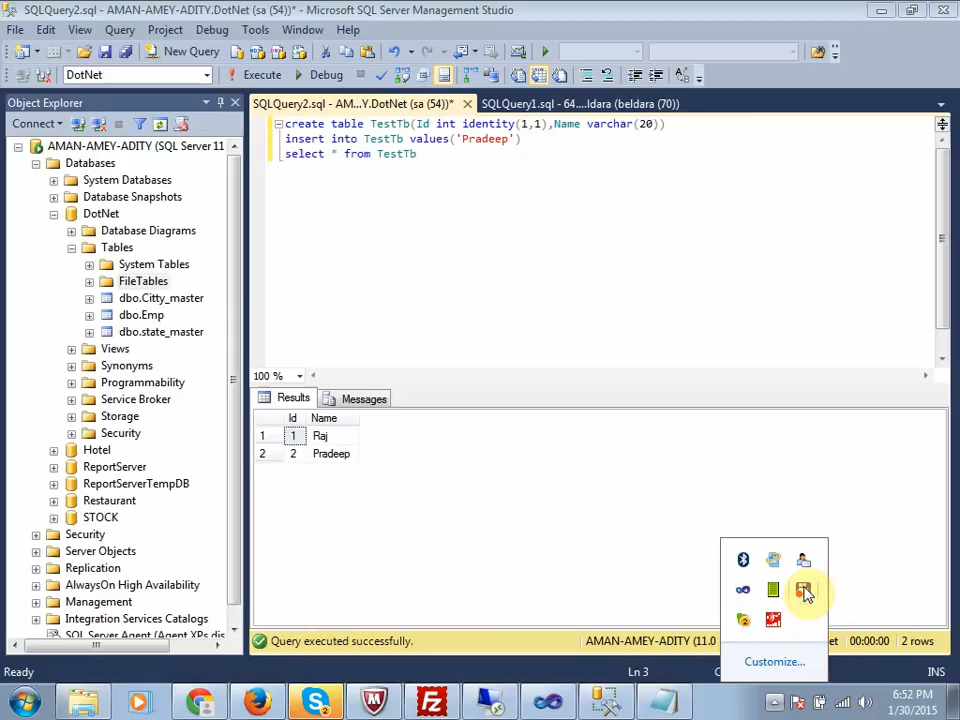 SQLQuery2.sql - AMAN-AMEY-ADITY.DotNet (sa (54))* - Microsoft SQL Server Management Studio
File Edit View Query Project Debug Tools Window Help
New Query
DotNet Execute Debug
Object Explorer
SQLQuery2.sql - AM...Y.DotNet (sa (54))* SQLQuery1.sql - 64....ldara (beldara (70))
Connect
create table TestTb(Id int identity(1,1),Name varchar(20))
insert into TestTb values('Pradeep')
select * from TestTb
AMAN-AMEY-ADITY (SQL Server 11
Databases
System Databases
Database Snapshots
DotNet
Database Diagrams
Tables
System Tables
FileTables
dbo.Citty_master
dbo.Emp
dbo.state_master
Views
Synonyms
Programmability
Service Broker
Storage
Security
Hotel
ReportServer
ReportServerTempDB
Restaurant
STOCK
Security
Server Objects
Replication
AlwaysOn High Availability
Management
Integration Services Catalogs
SQL Server Agent (Agent XPs dis
100 %
Results Messages
Id Name
1 1 Raj
2 2 Pradeep
Customize...
Query executed successfully. AMAN-AMEY-ADITY (11.0 et 00:00:00 2 rows
Ready Ln 3 C INS
6:52 PM
1/30/2015